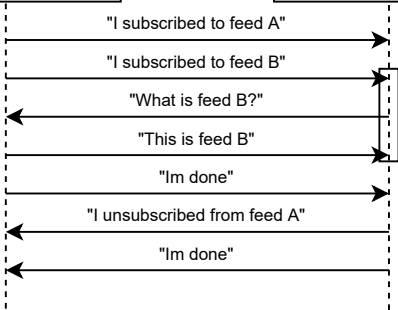 "I subscribed to feed A"
"I subscribed to feed B"
"What is feed B?"
"This is feed B"
"Im done"
"I unsubscribed from feed A"
"Im done"